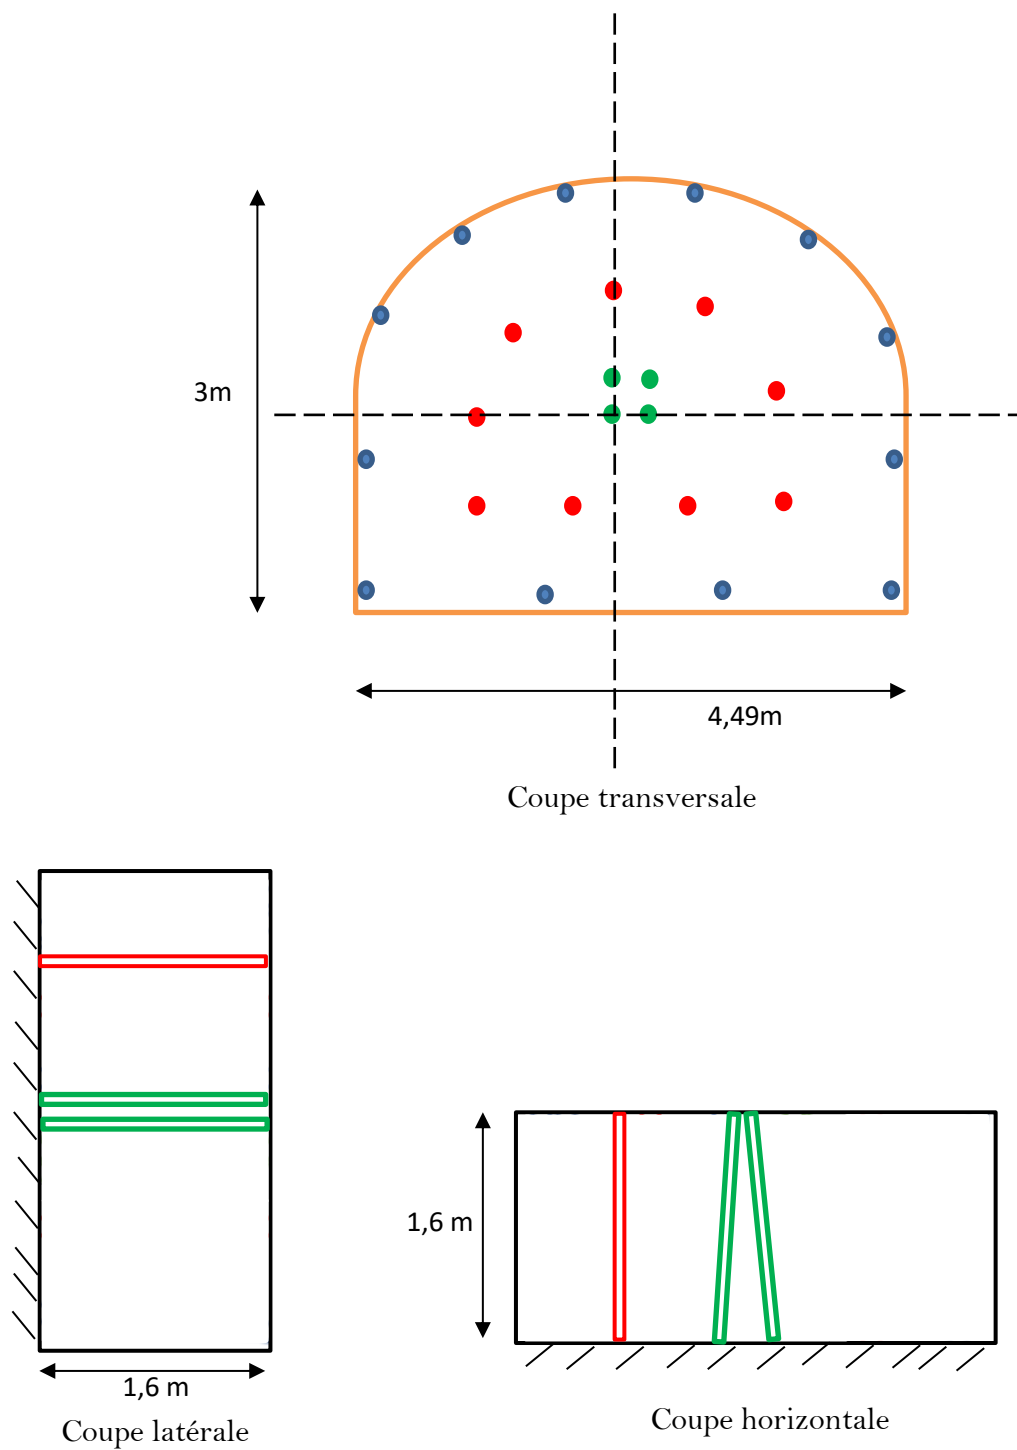 3m
4,49m
Coupe transversale
1,6 m
1,6 m
Coupe latérale
Coupe horizontale